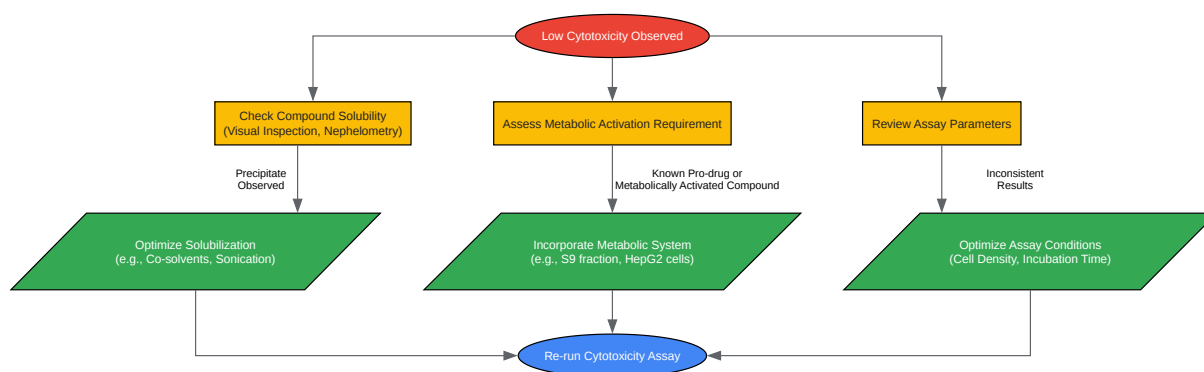 Low Cytotoxicity Observed
Check Compound Solubility
(Visual Inspection, Nephelometry)
Assess Metabolic Activation Requirement
Review Assay Parameters
Precipitate
Observed
Known Pro-drug or
Metabolically Activated Compound
Inconsistent
Results
Optimize Solubilization
(e.g., Co-solvents, Sonication)
Incorporate Metabolic System
(e.g., S9 fraction, HepG2 cells)
Optimize Assay Conditions
(Cell Density, Incubation Time)
Re-run Cytotoxicity Assay